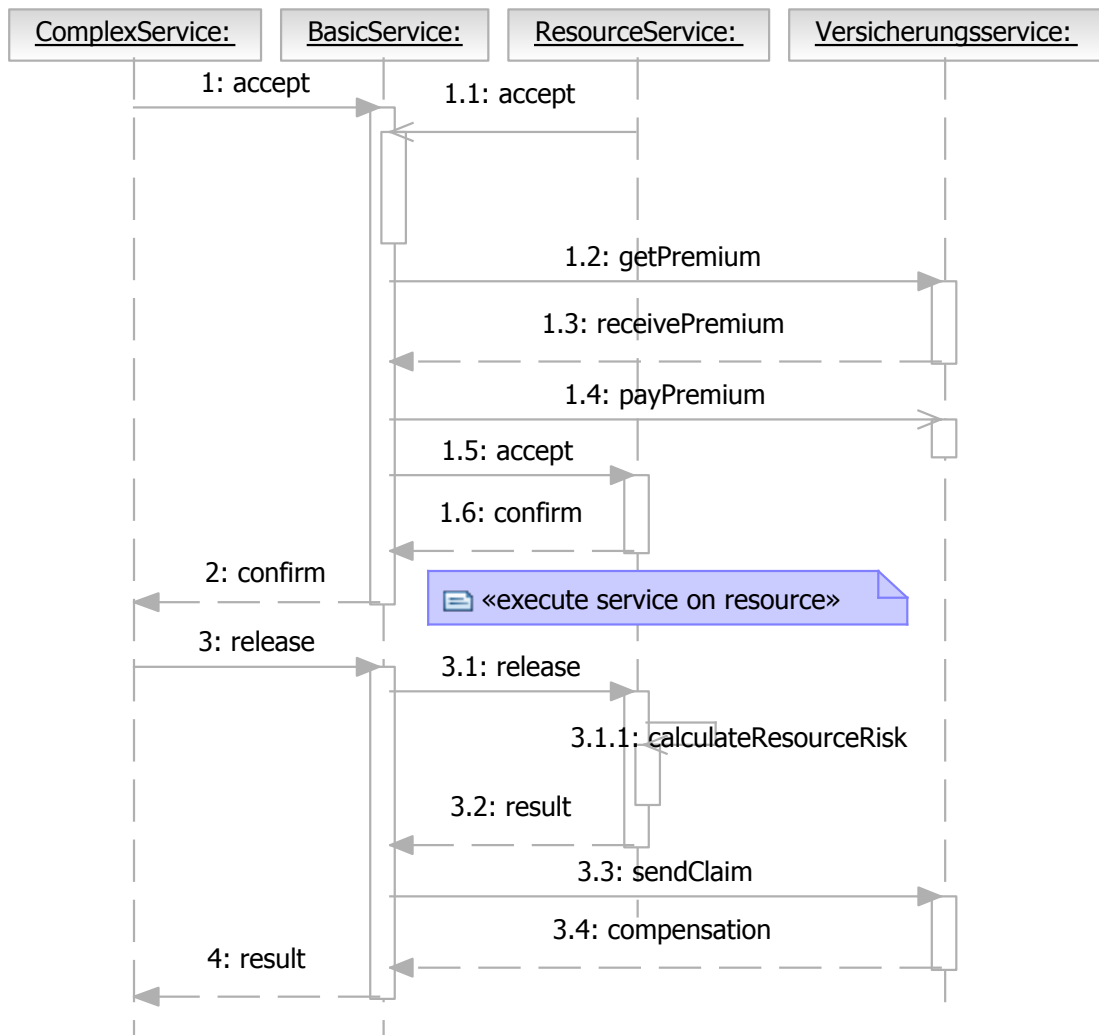 ComplexService:
BasicService:
ResourceService:
Versicherungsservice:
1: accept
1.1: accept
1.2: getPremium
1.3: receivePremium
1.4: payPremium
1.5: accept
1.6: confirm
2: confirm
«execute service on resource»
3: release
3.1: release
3.1.1: calculateResourceRisk
3.2: result
3.3: sendClaim
3.4: compensation
4: result